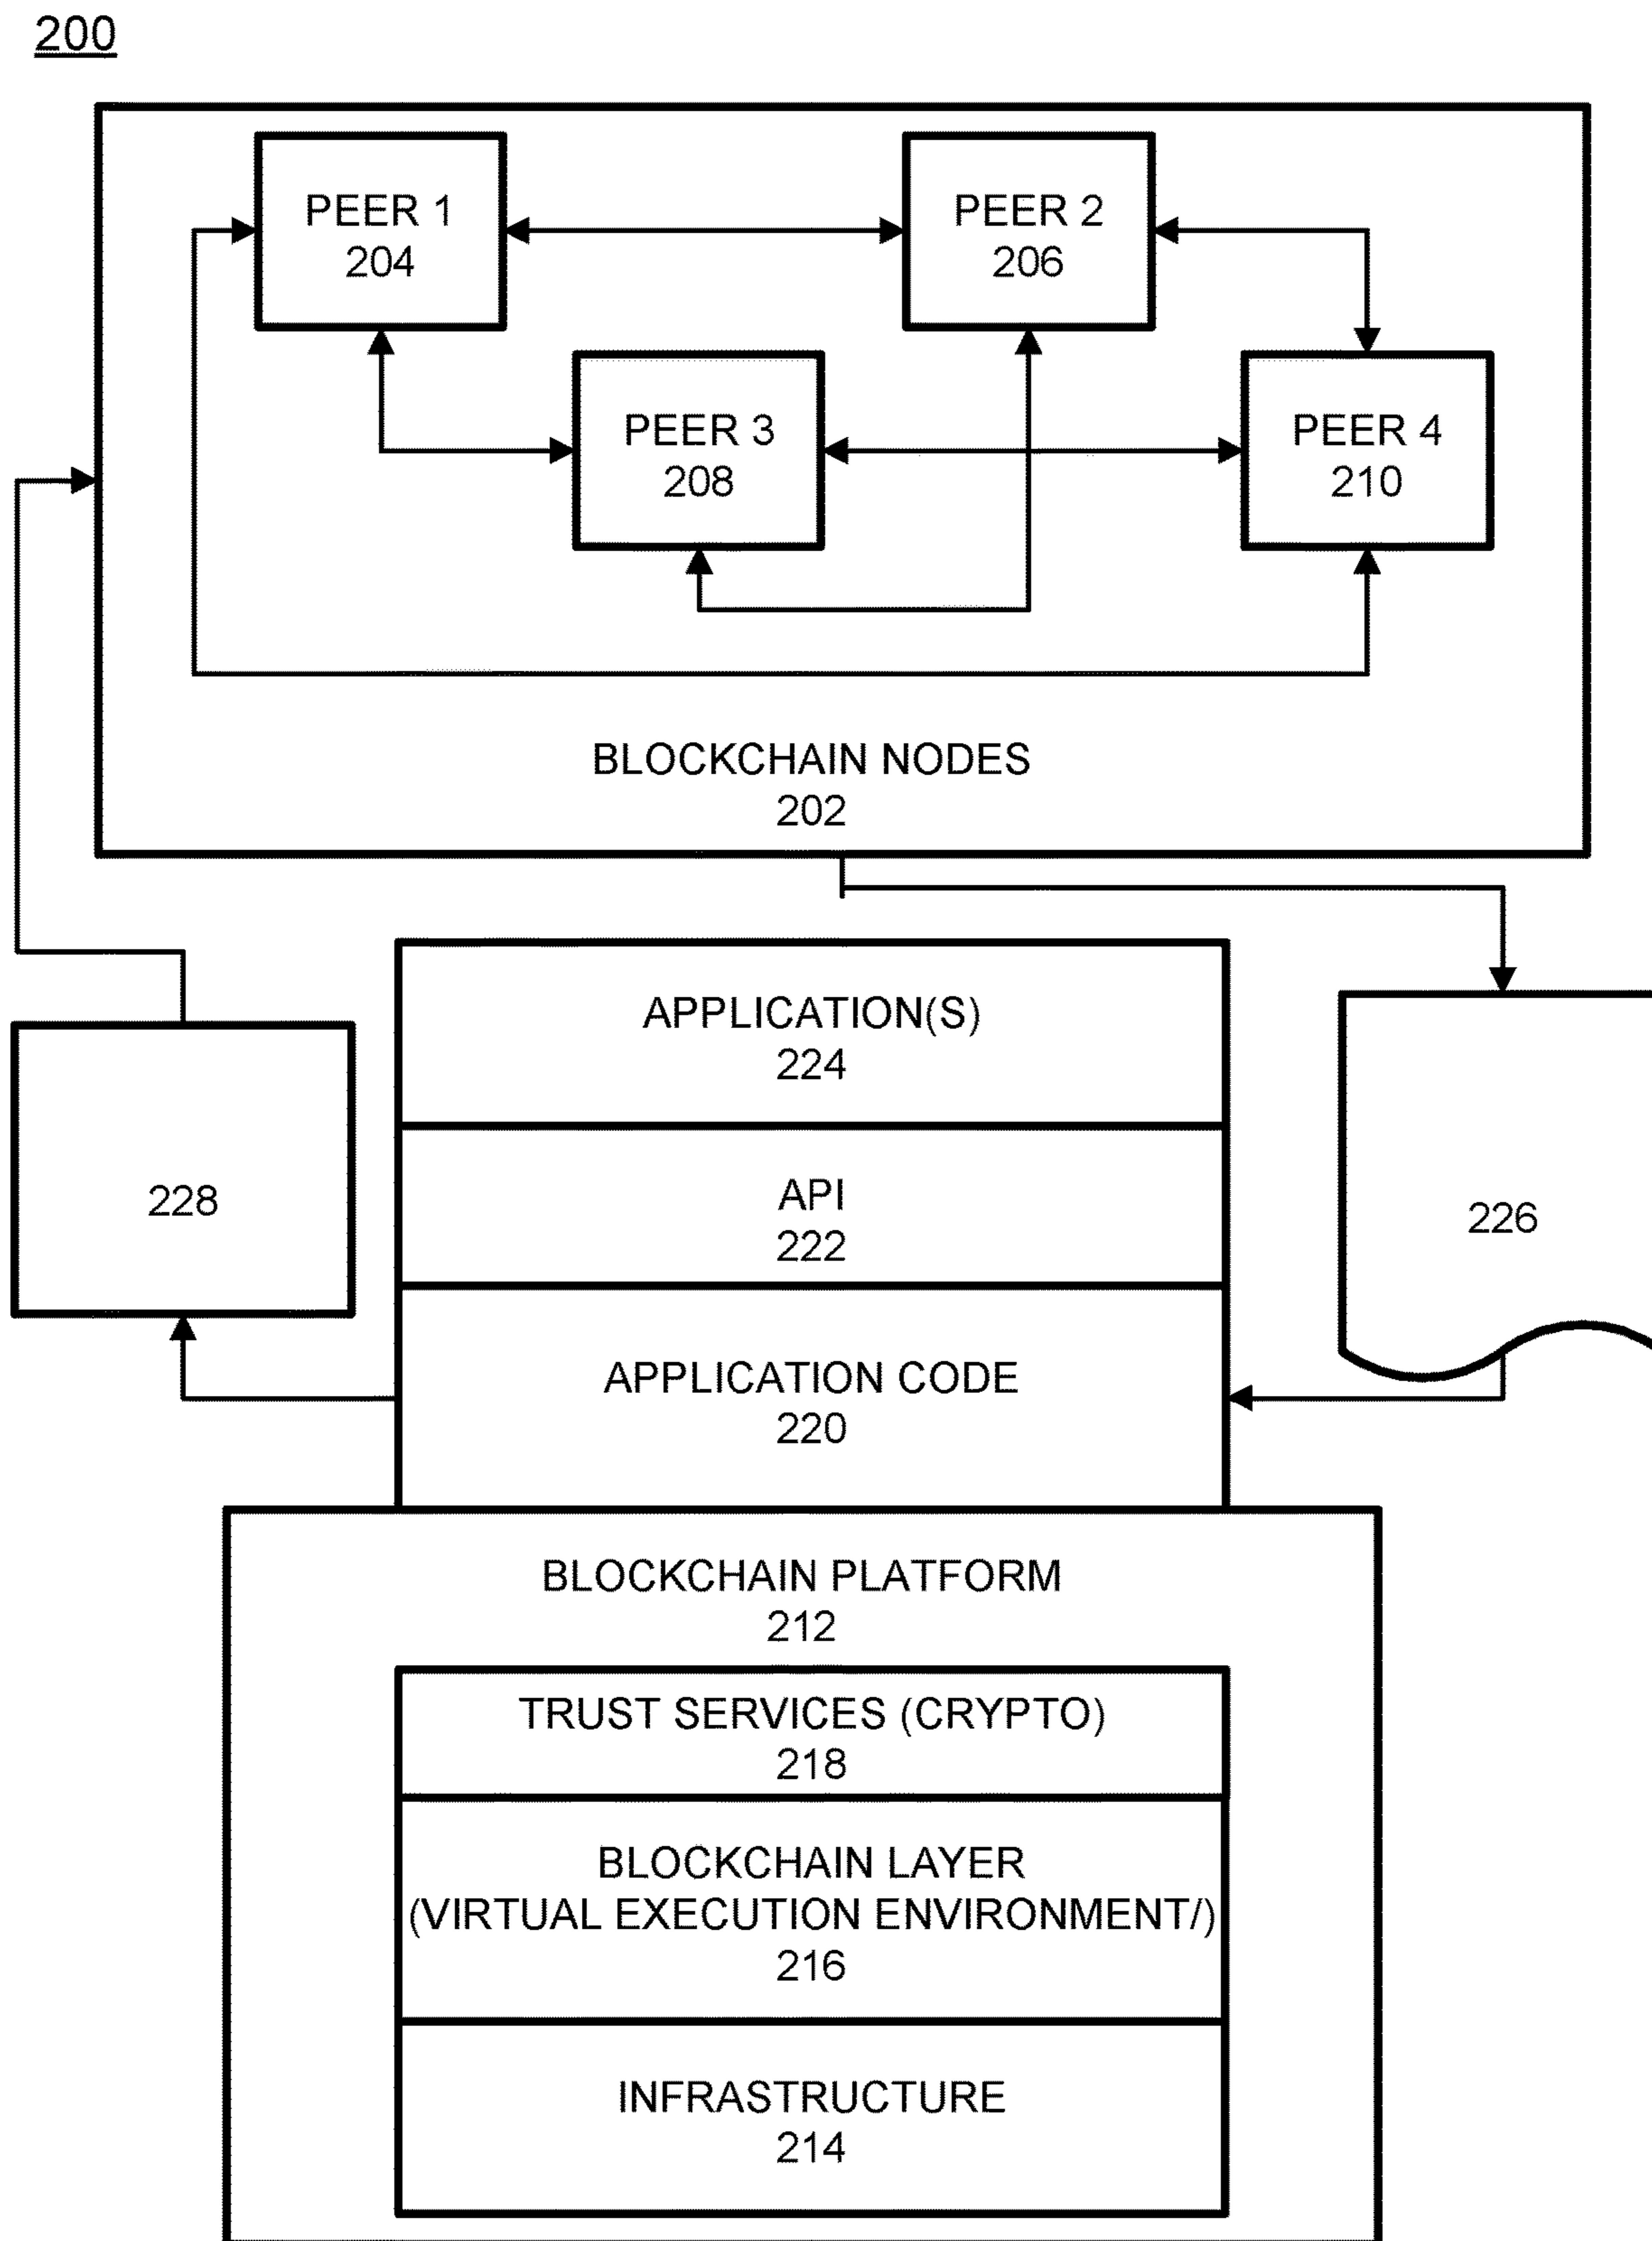 200
PEER 1
204
PEER 2
206
PEER 3
208
PEER 4
210
BLOCKCHAIN NODES
202
APPLICATION(S)
224
API
222
228
226
APPLICATION CODE
220
BLOCKCHAIN PLATFORM
212
TRUST SERVICES (CRYPTO)
218
BLOCKCHAIN LAYER
(VIRTUAL EXECUTION ENVIRONMENT/)
216
INFRASTRUCTURE
214